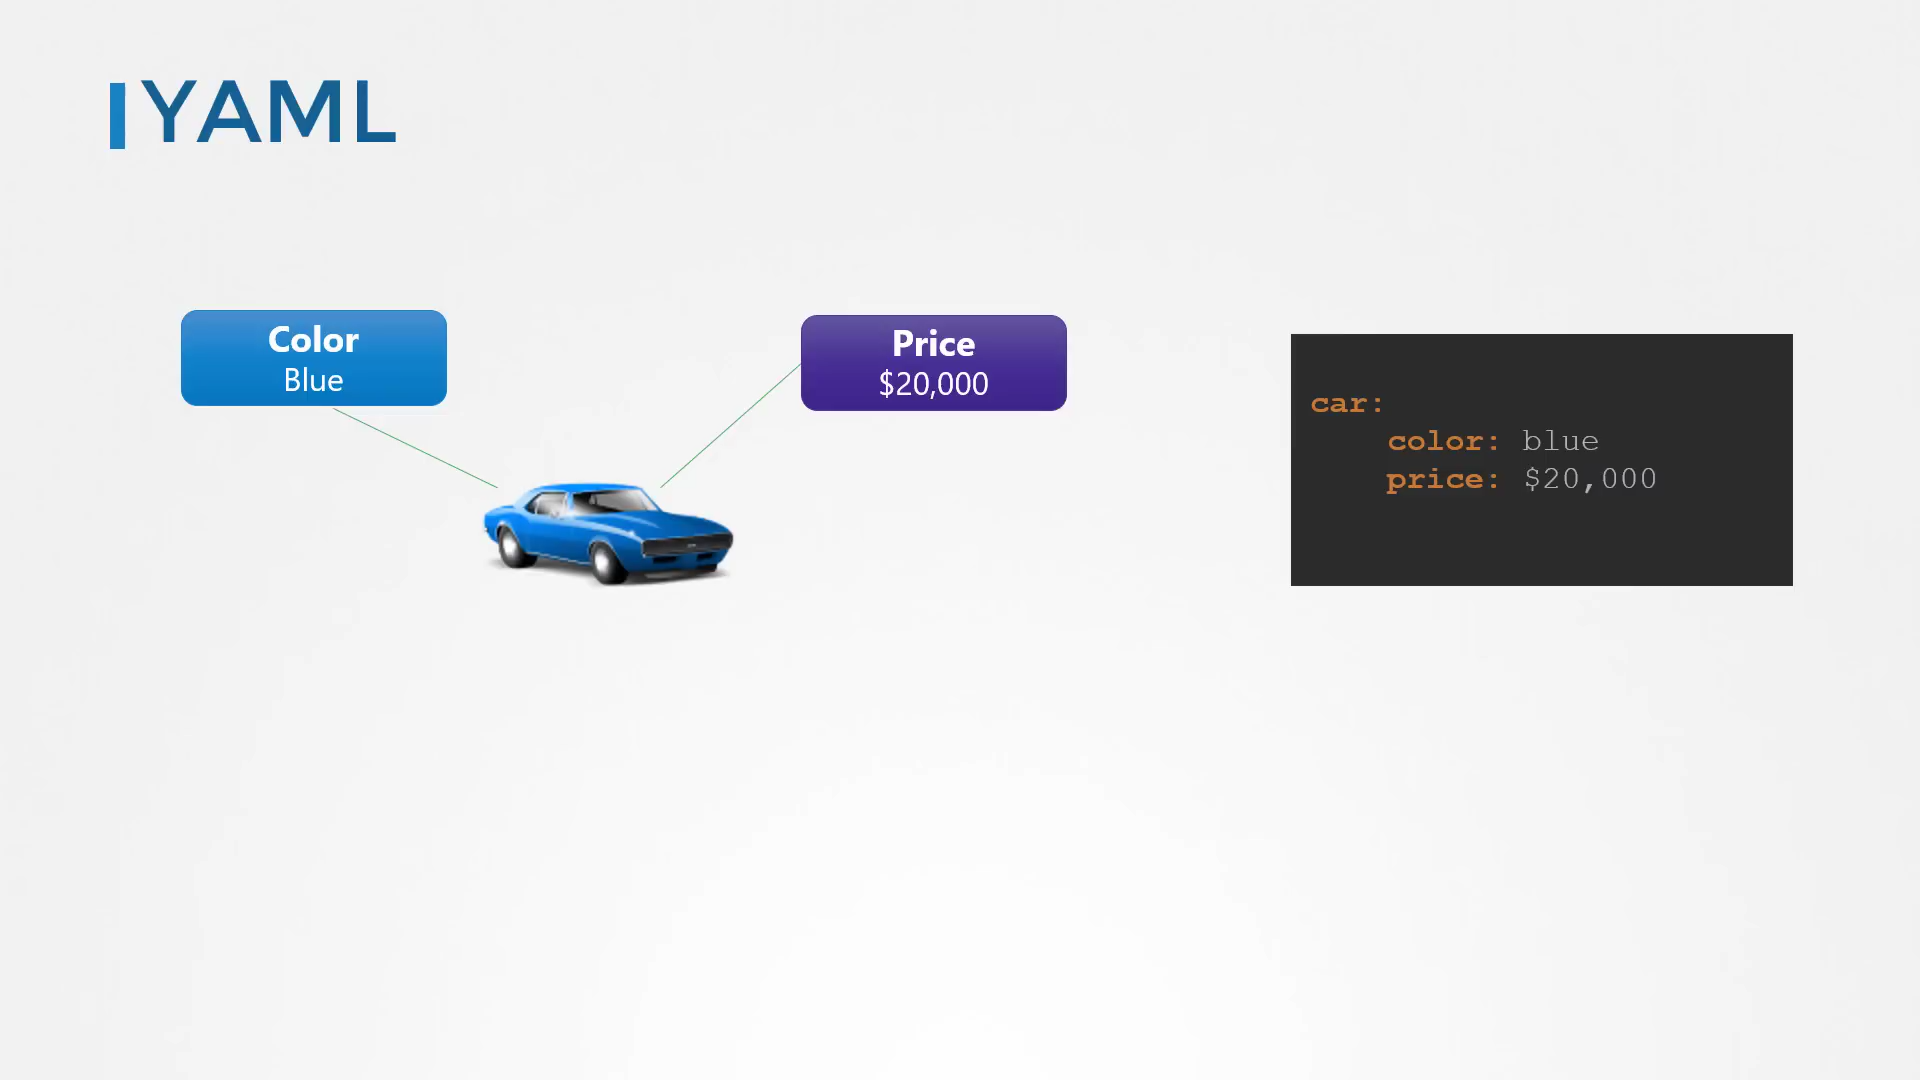 YAML
Color
Blue
Price
$20,000
car:
    color: blue
    price: $20,000